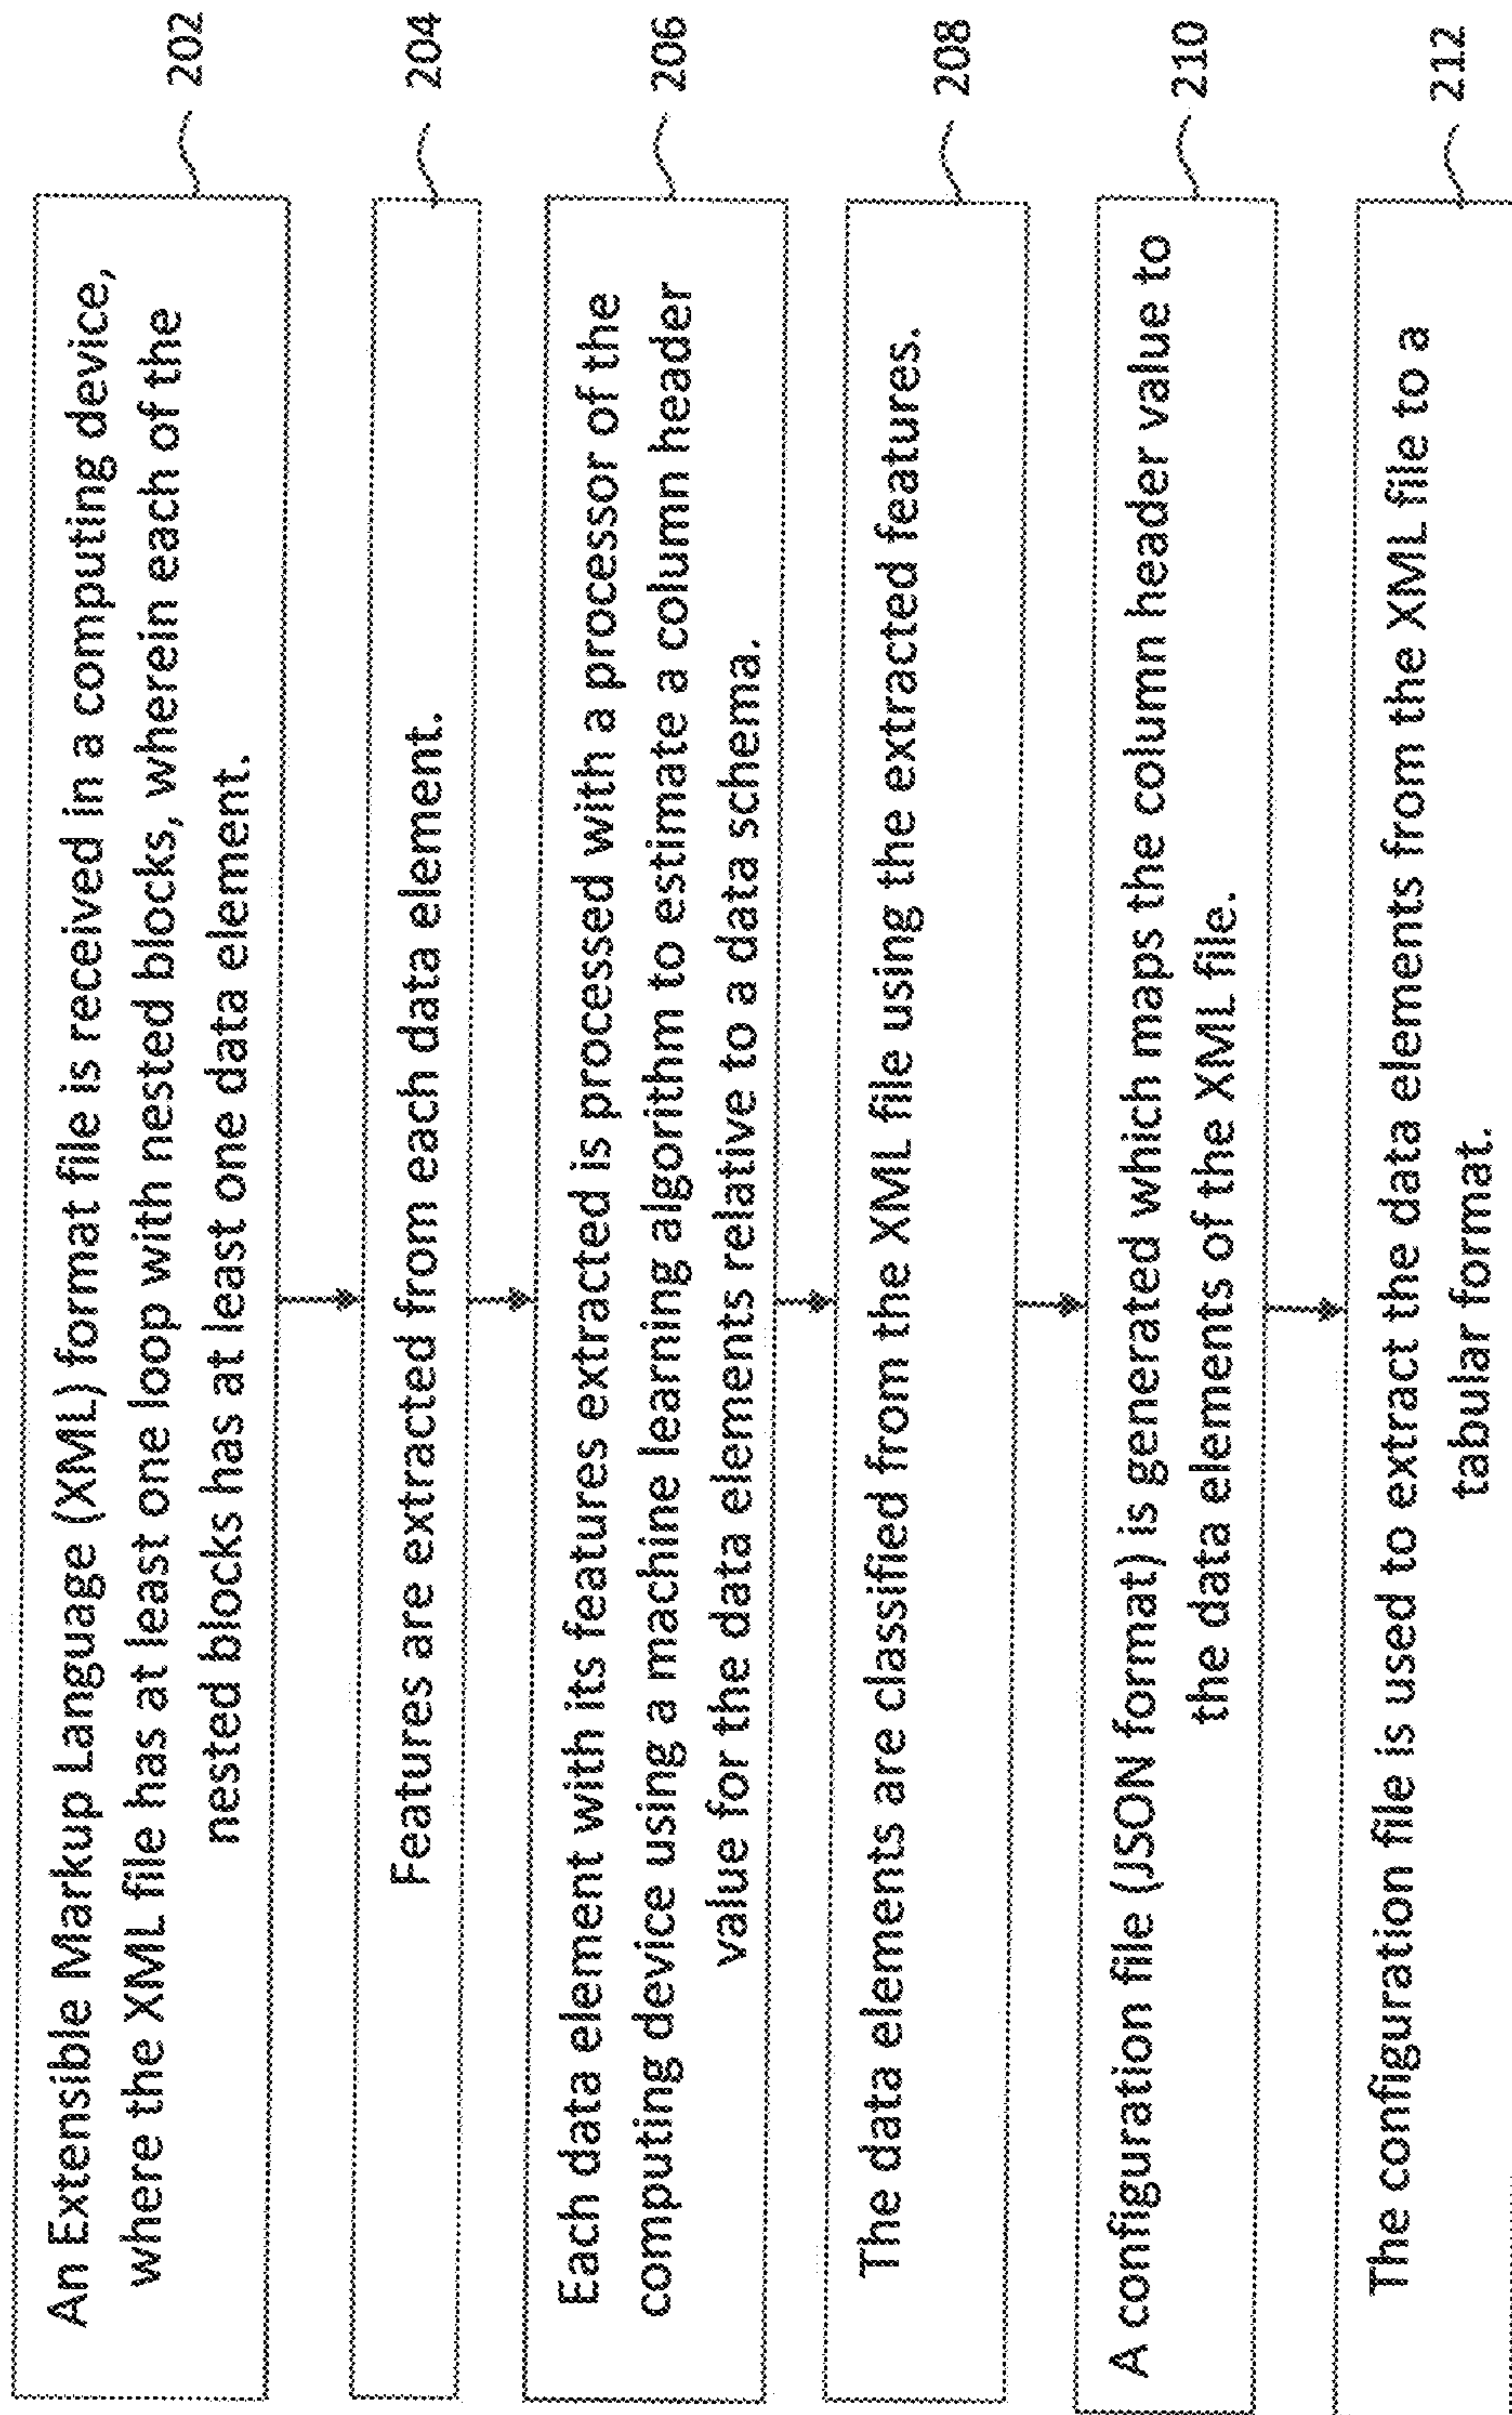 An Extensible Markup Language (XML) format file is received in a computing device,
where the XML file has at least one loop with nested blocks, wherein each of the
nested blocks has at least one data element.
202
Features are extracted from each data element.
204
Each data element with its features extracted is processed with a processor of the
computing device using a machine learning algorithm to estimate a column header
value for the data elements relative to a data schema.
206
The data elements are classified from the XML file using the extracted features.
208
A configuration file (JSON format) is generated which maps the column header value to
the data elements of the XML file.
210
The configuration file is used to extract the data elements from the XML file to a
tabular format.
212